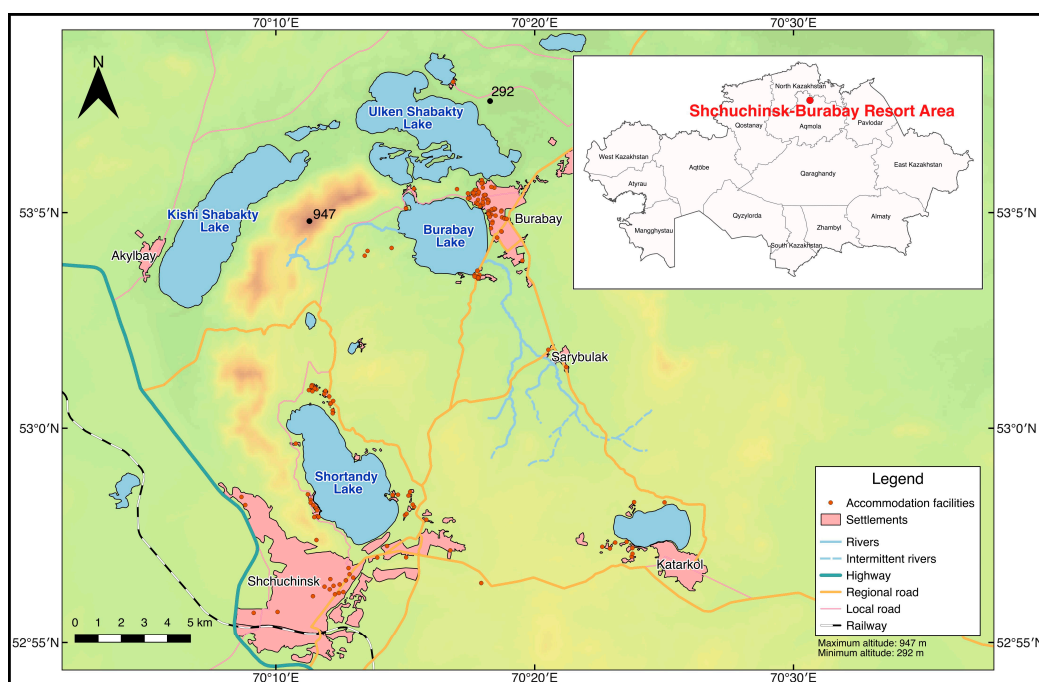 70°10′E
70°20′E
70°30′E
N
292
Ulken Shabakty
Lake
Kishi Shabakty
Lake
947
Burabay
Lake
Burabay
Akylbay
53°5′N
53°5′N
Sarybulak
53°0′N
53°0′N
Shortandy
Lake
Shchuchinsk
Katarkol
0 1 2 3 4 5 km
52°55′N
52°55′N
70°10′E
70°20′E
70°30′E
North Kazakhstan
Shchuchinsk-Burabay Resort Area
Qostanay
Aqmola
Pavlodar
West Kazakhstan
Aqtöbe
East Kazakhstan
Qaraghandy
Atyrau
Mangghystau
Qyzylorda
Almaty
Zhambyl
South Kazakhstan
Legend
Accommodation facilities
Settlements
Rivers
Intermittent rivers
Highway
Regional road
Local road
Railway
Maximum altitude: 947 m
Minimum altitude: 292 m